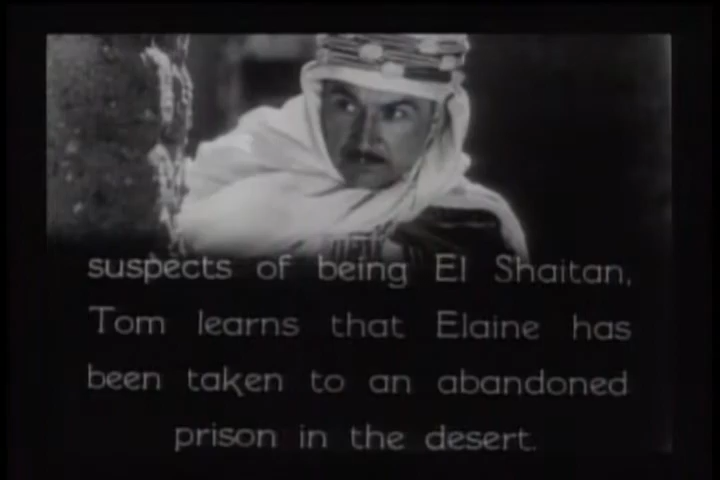 suspects of being El Shaitan,
Tom learns that Elaine has
been taken to an abandoned
prison in the desert.